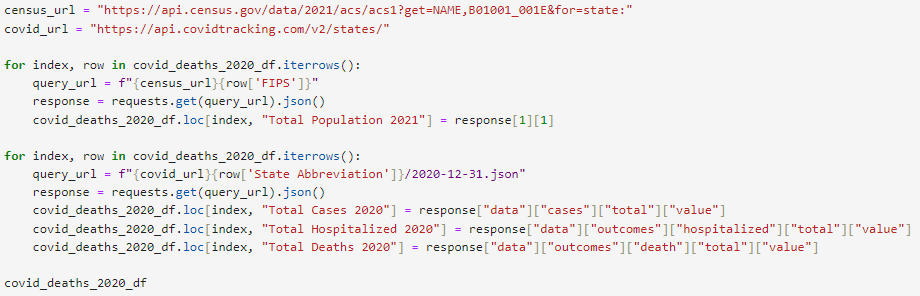 census_url = "https://api.census.gov/data/2021/acs/acs1?get=NAME,B01001_001E&for=state:"
covid_url = "https://api.covidtracking.com/v2/states/"

for index, row in covid_deaths_2020_df.iterrows():
    query_url = f"{census_url}{row['FIPS']}"
    response = requests.get(query_url).json()
    covid_deaths_2020_df.loc[index, "Total Population 2021"] = response[1][1]

for index, row in covid_deaths_2020_df.iterrows():
    query_url = f"{covid_url}{row['State Abbreviation']}/2020-12-31.json"
    response = requests.get(query_url).json()
    covid_deaths_2020_df.loc[index, "Total Cases 2020"] = response["data"]["cases"]["total"]["value"]
    covid_deaths_2020_df.loc[index, "Total Hospitalized 2020"] = response["data"]["outcomes"]["hospitalized"]["total"]["value"]
    covid_deaths_2020_df.loc[index, "Total Deaths 2020"] = response["data"]["outcomes"]["death"]["total"]["value"]

covid_deaths_2020_df